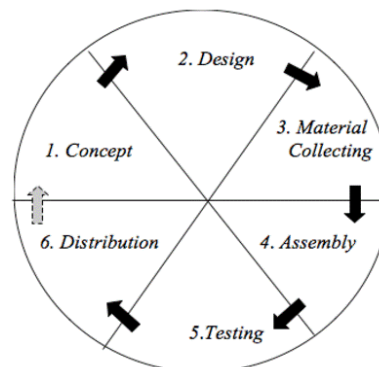 1. Concept
2. Design
3. Material
Collecting
4. Assembly
5.Testing
6. Distribution